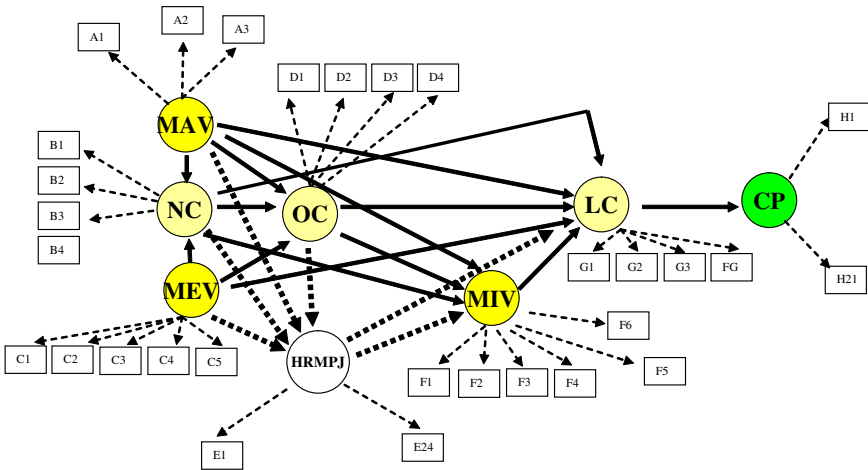 A1
A2
A3
MAV
D1
D2
D3
D4
H1
B1
B2
B3
B4
NC
OC
LC
CP
G1
G2
G3
FG
H21
MEV
MIV
F6
C1
C2
C3
C4
C5
HRMPJ
F1
F2
F3
F4
F5
E1
E24